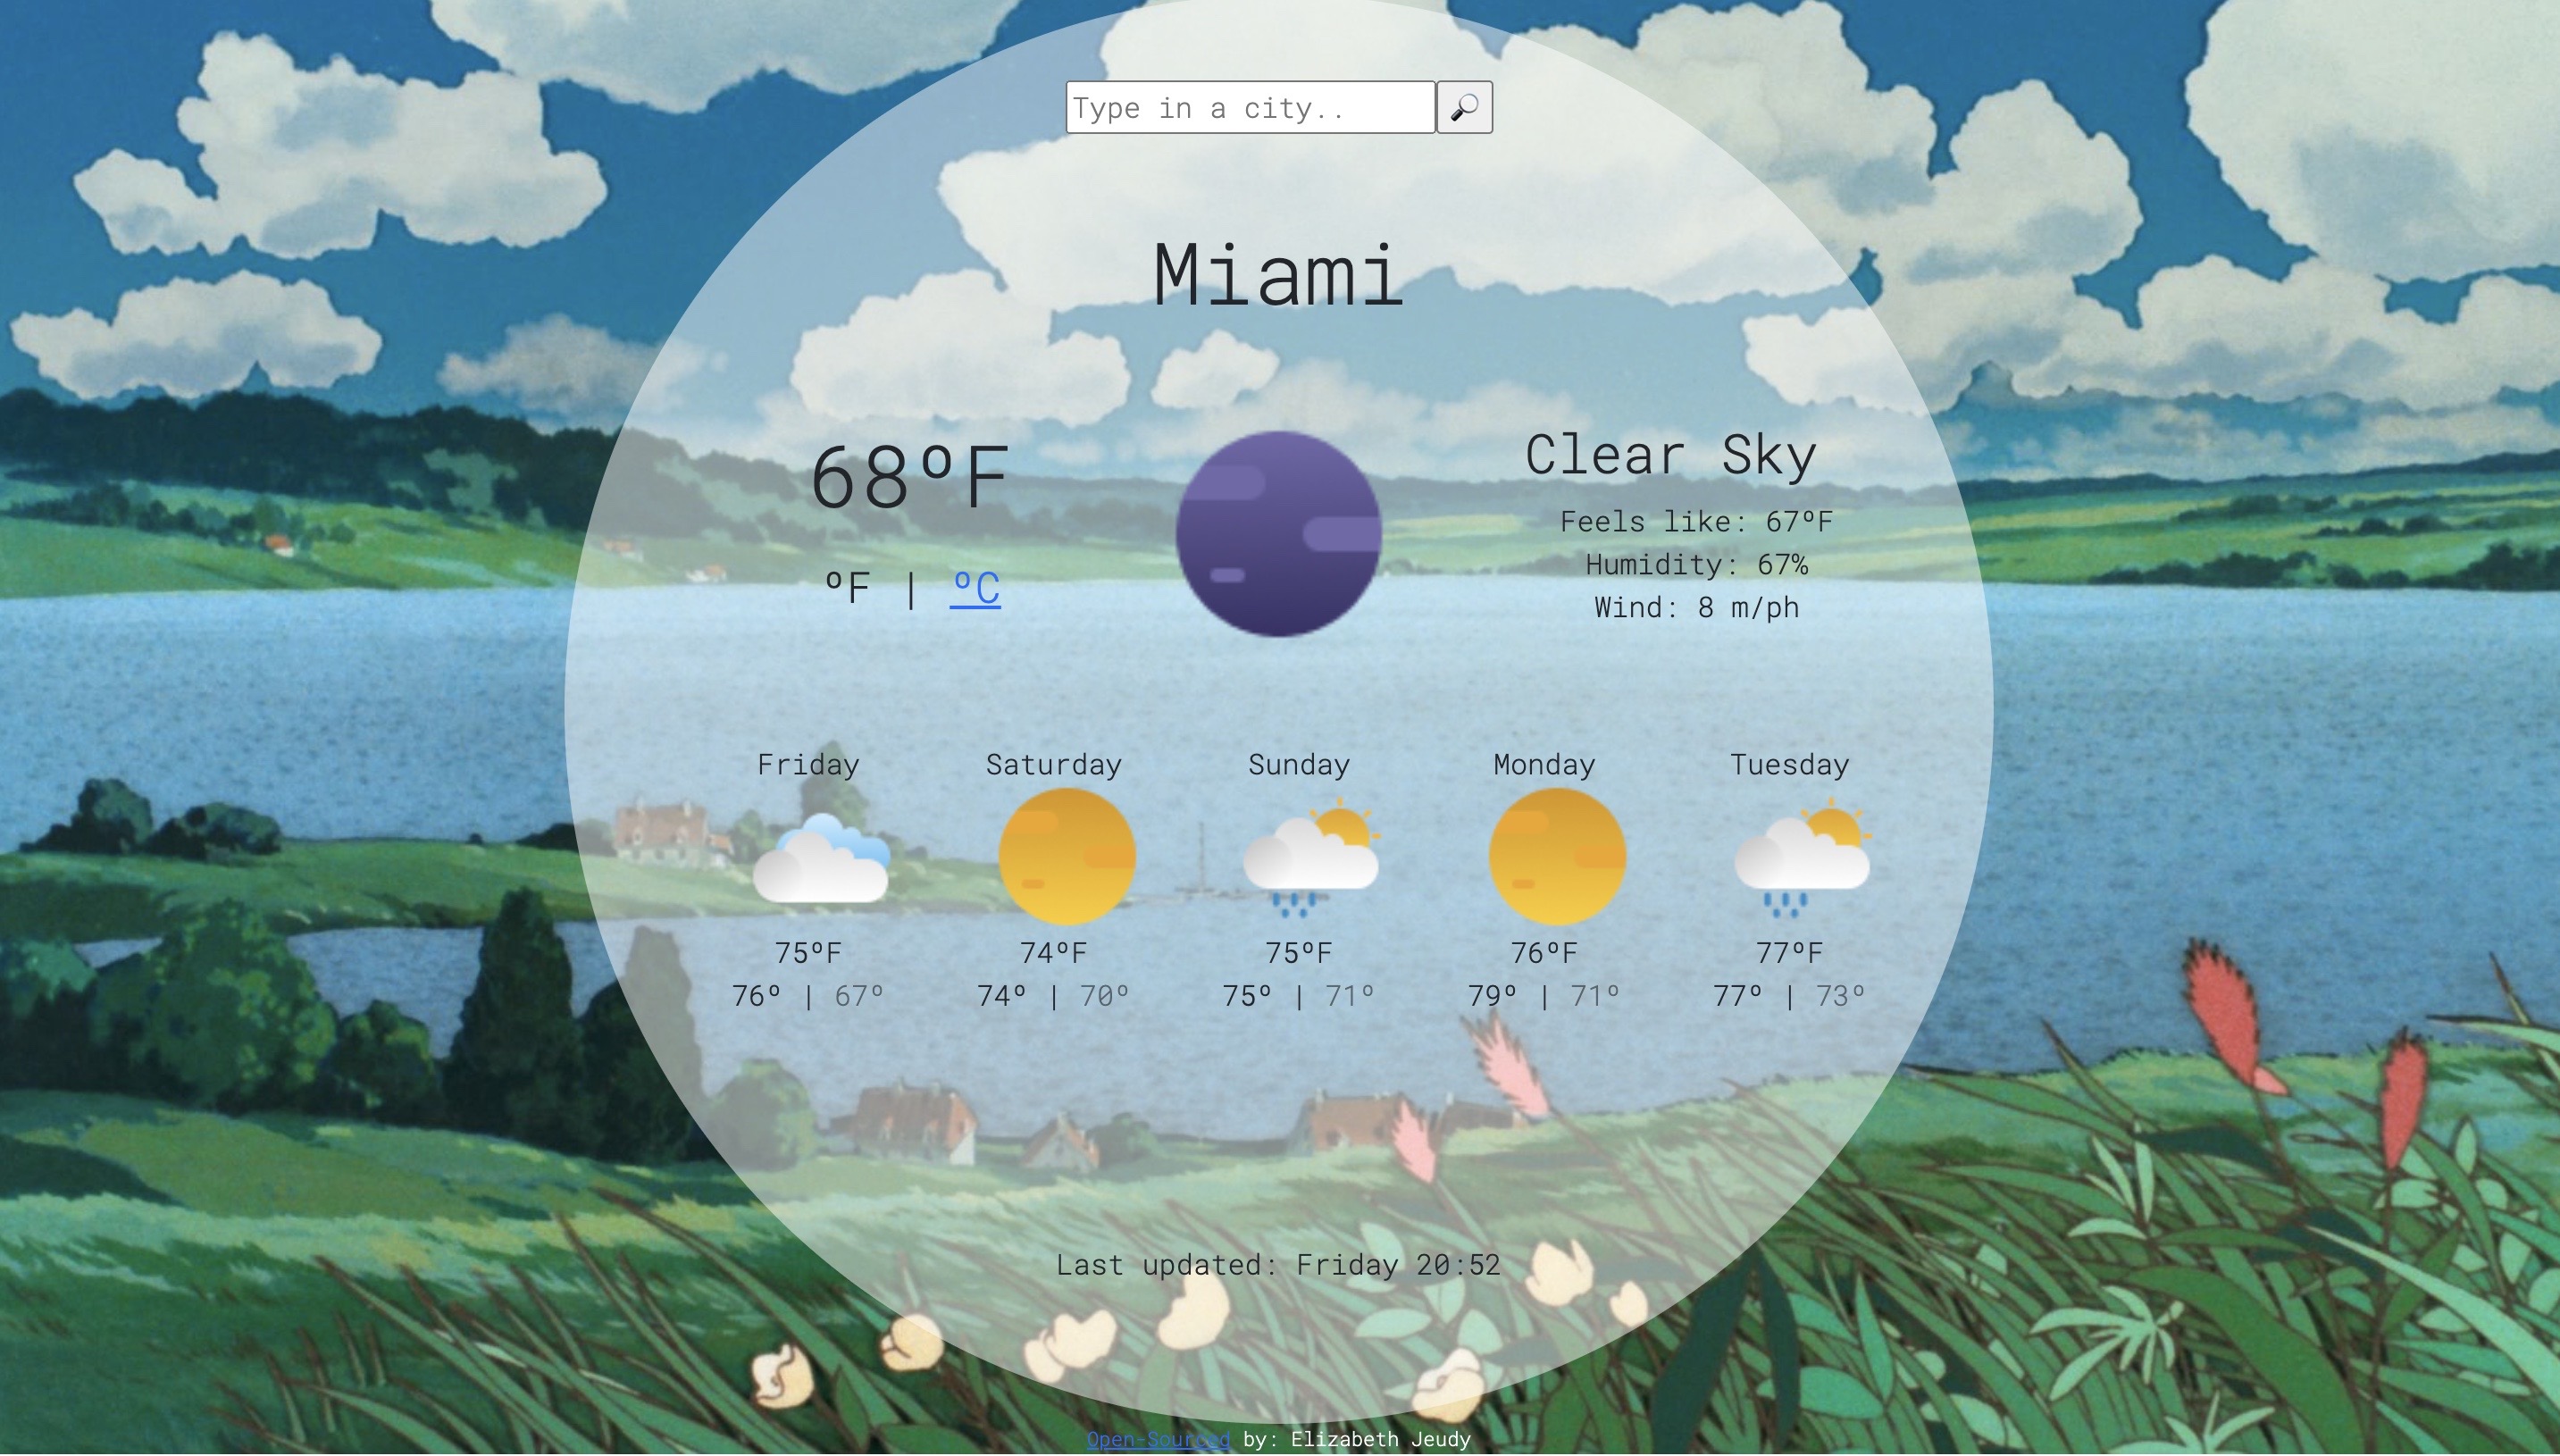 Type in a city..
Miami
68ºF
ºF | ºC
Clear Sky
Feels like: 67ºF
Humidity: 67%
Wind: 8 m/ph
Friday Saturday Sunday Monday Tuesday
75ºF 74ºF 75ºF 76ºF 77ºF
76º | 67º 74º | 70º 75º | 71º 79º | 71º 77º | 73º
Last updated: Friday 20:52
Open-Sourced by: Elizabeth Jeudy